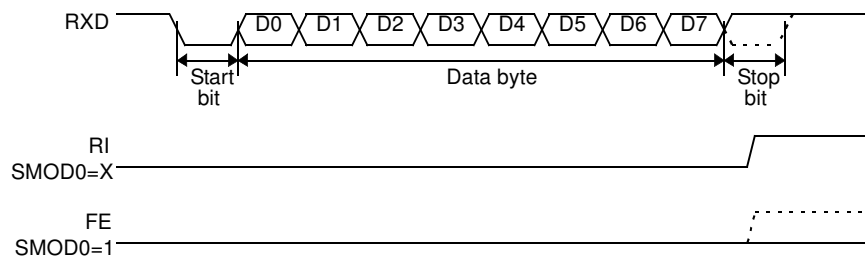 RXD
D0 D1 D2 D3 D4 D5 D6 D7
Start
bit
Data byte
Stop
bit
RI
SMOD0=X
FE
SMOD0=1